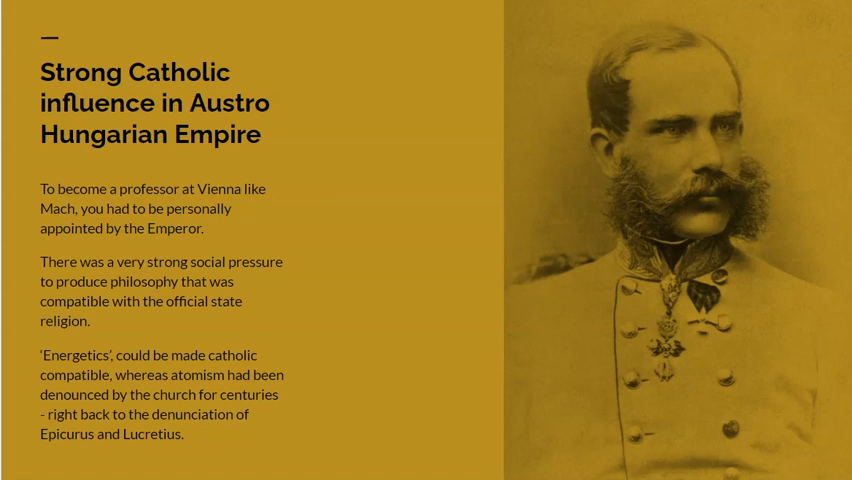 Strong Catholic
influence in Austro
Hungarian Empire
To become a professor at Vienna like
Mach, you had to be personally
appointed by the Emperor.
There was a very strong social pressure
to produce philosophy that was
compatible with the official state
religion.
‘Energetics’, could be made catholic
compatible, whereas atomism had been
denounced by the church for centuries
- right back to the denunciation of
Epicurus and Lucretius.